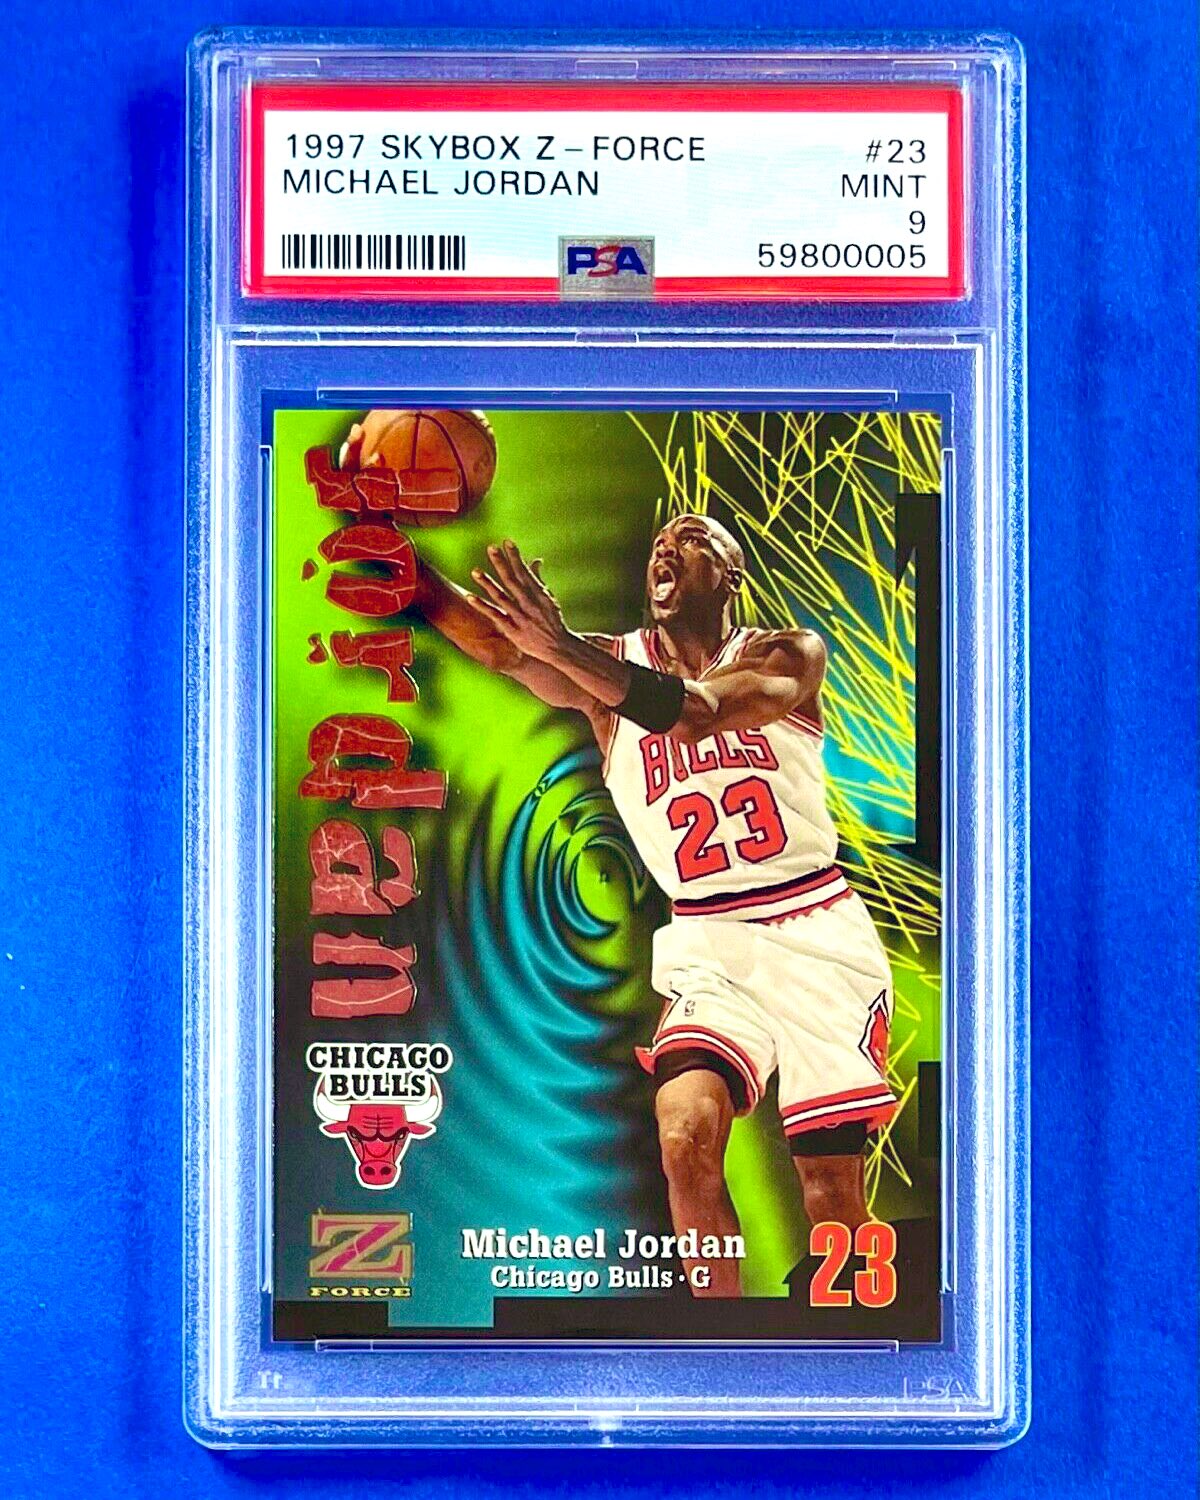 1997 SKYBOX Z-FORCE
MICHAEL JORDAN
#23
MINT
9
59800005
PSA
Jordan
BULLS
23
CHICAGO
BULLS
Z
FORCE
Michael Jordan
Chicago Bulls·G
23
PSA